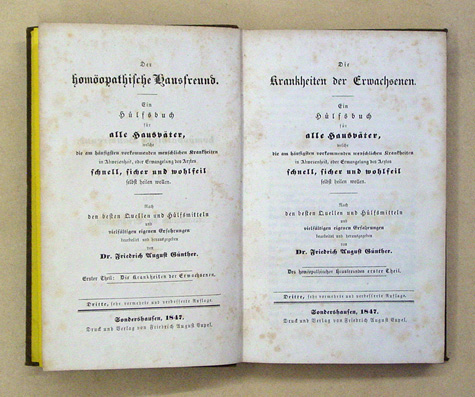 Der
homöopathische Hausfreund.
Ein
Hülfsbuch
für
alle Hausväter,
welche
die am häufigsten vorkommenden menschlichen Krankheiten
in Abwesenheit, oder Ermangelung des Arztes
schnell, sicher und wohlfeil
selbst heilen wollen.
Nach
den besten Quellen und Hülfsmitteln
und
vielfältigen eigenen Erfahrungen
bearbeitet und herausgegeben
von
Dr. Friedrich August Günther.
Erster Theil: Die Krankheiten der Erwachsenen.
Dritte, sehr vermehrte und verbesserte Auflage.
Sondershausen, 1847.
Druck und Verlag von Friedrich August Eupel.
Die
Krankheiten der Erwachsenen.
Ein
Hülfsbuch
für
alle Hausväter,
welche
die am häufigsten vorkommenden menschlichen Krankheiten
in Abwesenheit, oder Ermangelung des Arztes
schnell, sicher und wohlfeil
selbst heilen wollen.
Nach
den besten Quellen und Hülfsmitteln
und
vielfältigen eigenen Erfahrungen
bearbeitet und herausgegeben
von
Dr. Friedrich August Günther.
Des homöopathischen Hausfreundes erster Theil.
Dritte, sehr vermehrte und verbesserte Auflage.
Sondershausen, 1847.
Druck und Verlag von Friedrich August Eupel.